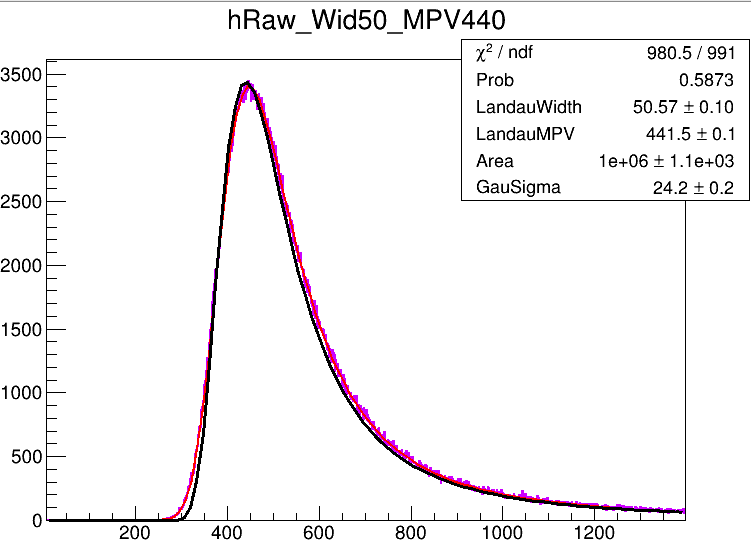 hRaw_Wid50_MPV440
χ² / ndf 980.5 / 991
Prob 0.5873
LandauWidth 50.57 ± 0.10
LandauMPV 441.5 ± 0.1
Area 1e+06 ± 1.1e+03
GauSigma 24.2 ± 0.2
3500
3000
2500
2000
1500
1000
500
0
200 400 600 800 1000 1200